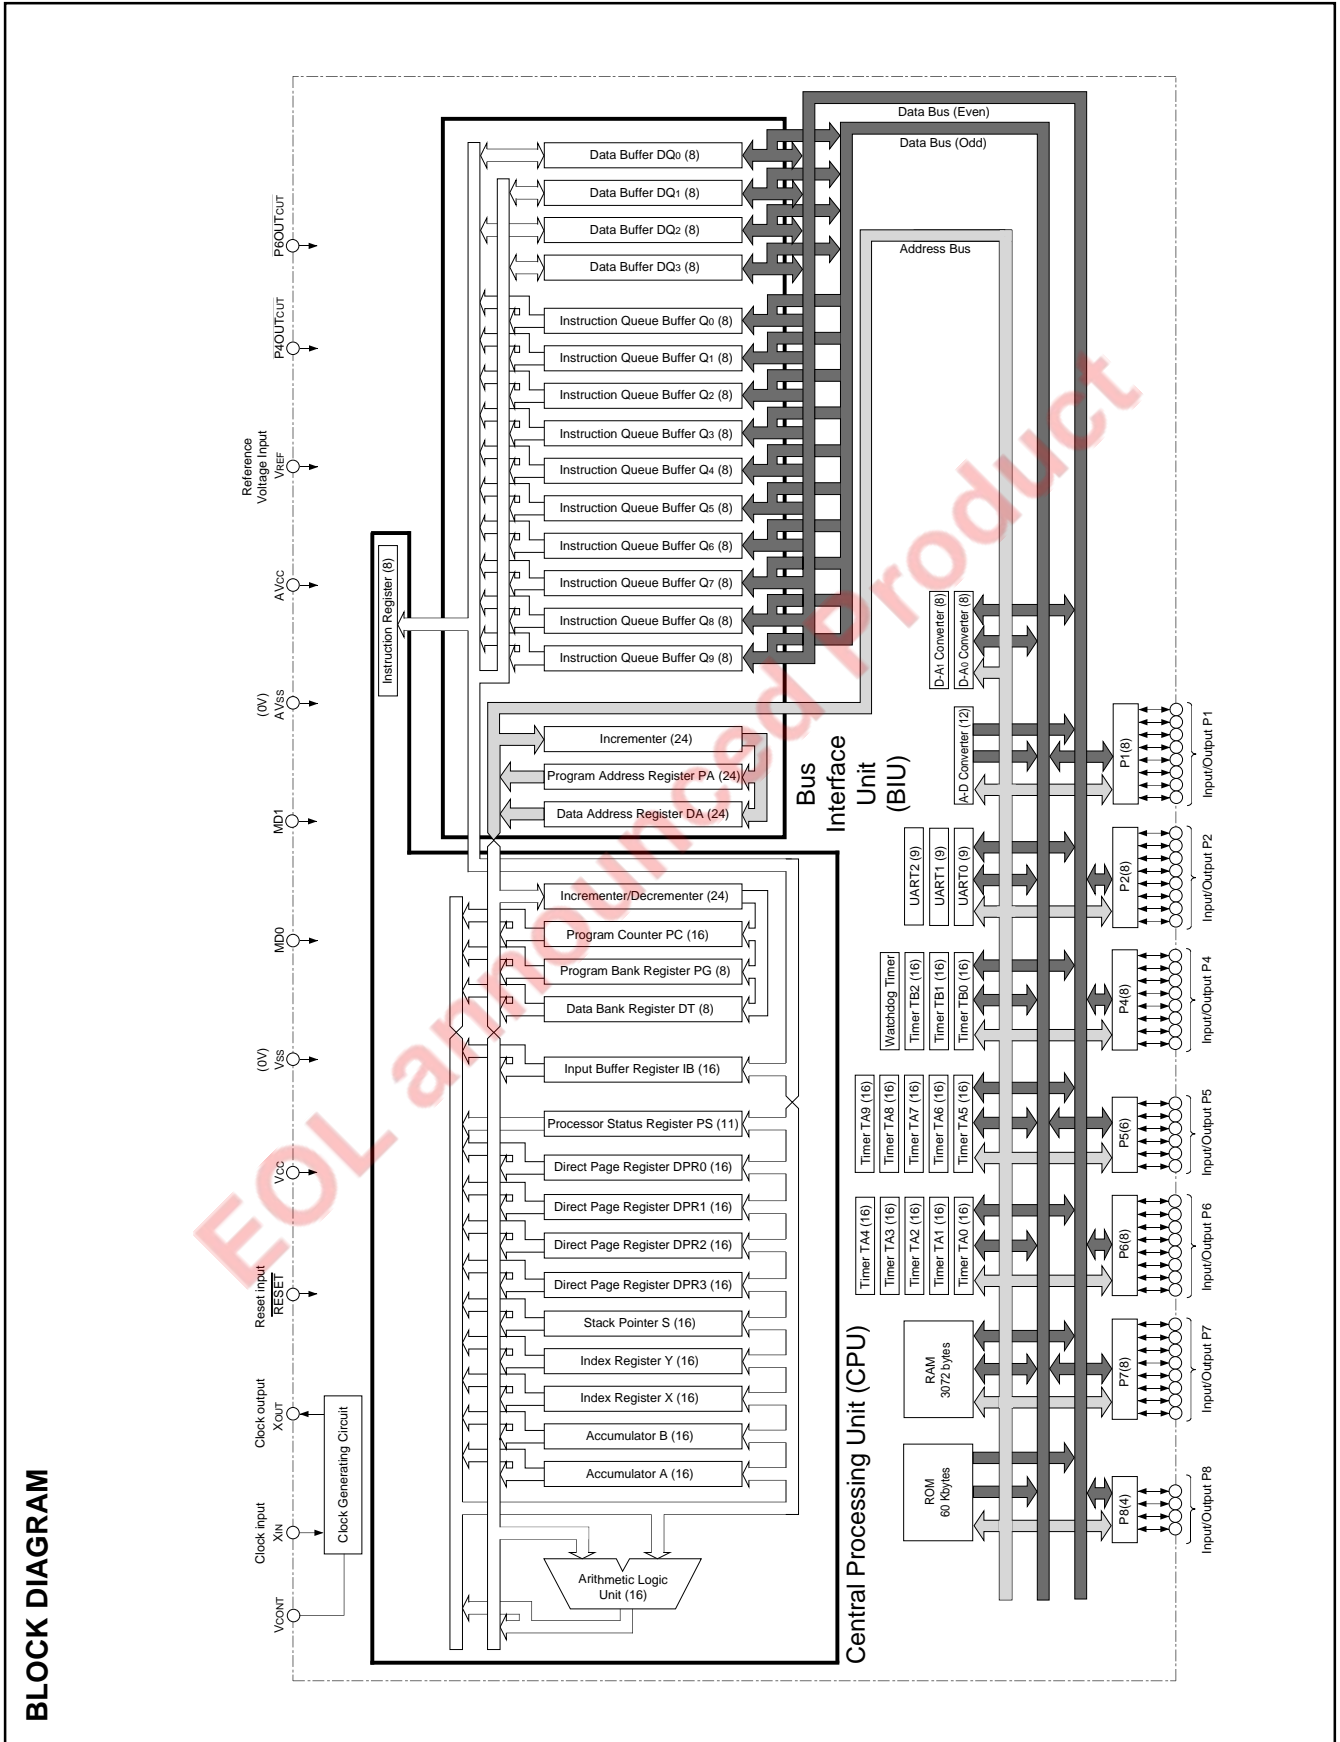 BLOCK DIAGRAM
Data Bus (Even)
Data Bus (Odd)
Address Bus
Data Buffer DQ0 (8)
Data Buffer DQ1 (8)
Data Buffer DQ2 (8)
Data Buffer DQ3 (8)
Instruction Queue Buffer Q0 (8)
Instruction Queue Buffer Q1 (8)
Instruction Queue Buffer Q2 (8)
Instruction Queue Buffer Q3 (8)
Instruction Queue Buffer Q4 (8)
Instruction Queue Buffer Q5 (8)
Instruction Queue Buffer Q6 (8)
Instruction Queue Buffer Q7 (8)
Instruction Queue Buffer Q8 (8)
Instruction Queue Buffer Q9 (8)
Incrementer (24)
Program Address Register PA (24)
Data Address Register DA (24)
Bus
Interface
Unit
(BIU)
Instruction Register (8)
Incrementer/Decrementer (24)
Program Counter PC (16)
Program Bank Register PG (8)
Data Bank Register DT (8)
Input Buffer Register IB (16)
Processor Status Register PS (11)
Direct Page Register DPR0 (16)
Direct Page Register DPR1 (16)
Direct Page Register DPR2 (16)
Direct Page Register DPR3 (16)
Stack Pointer S (16)
Index Register Y (16)
Index Register X (16)
Accumulator B (16)
Accumulator A (16)
Arithmetic Logic
Unit (16)
Central Processing Unit (CPU)
P6OUTCUT
P4OUTCUT
Reference
Voltage Input
VREF
AVCC
(0V)
AVSS
MD1
MD0
(0V)
VSS
VCC
Reset input
RESET
Clock output
XOUT
Clock input
XIN
VCONT
Clock Generating Circuit
D-A1 Converter (8)
D-A0 Converter (8)
A-D Converter (12)
UART2 (9)
UART1 (9)
UART0 (9)
Watchdog Timer
Timer TB2 (16)
Timer TB1 (16)
Timer TB0 (16)
Timer TA9 (16)
Timer TA8 (16)
Timer TA7 (16)
Timer TA6 (16)
Timer TA5 (16)
Timer TA4 (16)
Timer TA3 (16)
Timer TA2 (16)
Timer TA1 (16)
Timer TA0 (16)
RAM
3072 bytes
ROM
60 Kbytes
P1(8)
Input/Output P1
P2(8)
Input/Output P2
P4(8)
Input/Output P4
P5(6)
Input/Output P5
P6(8)
Input/Output P6
P7(8)
Input/Output P7
P8(4)
Input/Output P8
EOL announced Product